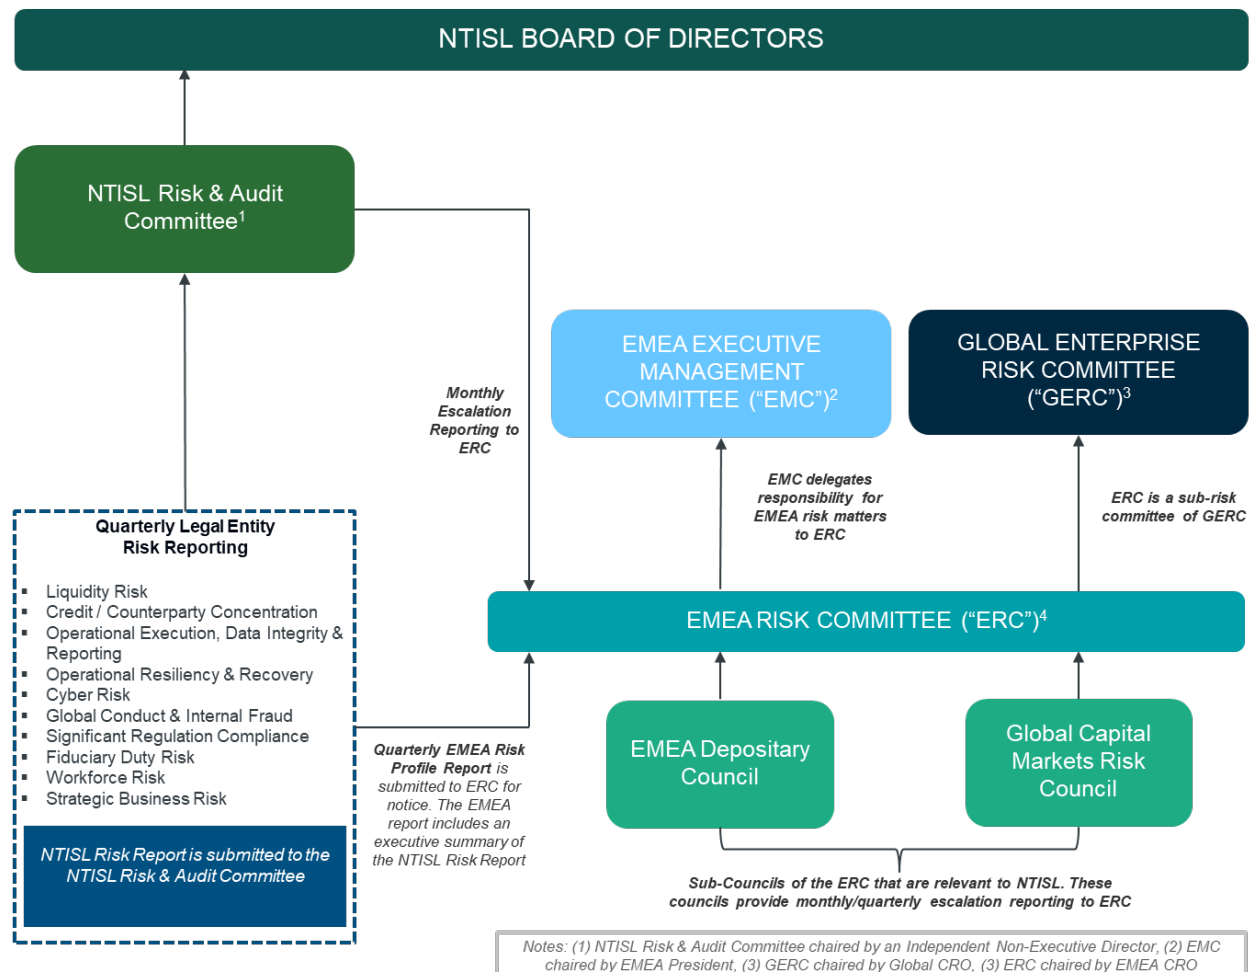 NTISL BOARD OF DIRECTORS
NTISL Risk & Audit
Committee¹
Monthly
Escalation
Reporting to
ERC
EMEA EXECUTIVE
MANAGEMENT
COMMITTEE (“EMC”)²
GLOBAL ENTERPRISE
RISK COMMITTEE
(“GERC”)³
EMC delegates
responsibility for
EMEA risk matters
to ERC
ERC is a sub-risk
committee of GERC
Quarterly Legal Entity
Risk Reporting
▪ Liquidity Risk
▪ Credit / Counterparty Concentration
▪ Operational Execution, Data Integrity &
Reporting
▪ Operational Resiliency & Recovery
▪ Cyber Risk
▪ Global Conduct & Internal Fraud
▪ Significant Regulation Compliance
▪ Fiduciary Duty Risk
▪ Workforce Risk
▪ Strategic Business Risk
NTISL Risk Report is submitted to the
NTISL Risk & Audit Committee
EMEA RISK COMMITTEE (“ERC”)⁴
Quarterly EMEA Risk
Profile Report is
submitted to ERC for
notice. The EMEA
report includes an
executive summary of
the NTISL Risk Report
EMEA Depositary
Council
Global Capital
Markets Risk
Council
Sub-Councils of the ERC that are relevant to NTISL. These
councils provide monthly/quarterly escalation reporting to ERC
Notes: (1) NTISL Risk & Audit Committee chaired by an Independent Non-Executive Director, (2) EMC
chaired by EMEA President, (3) GERC chaired by Global CRO, (3) ERC chaired by EMEA CRO